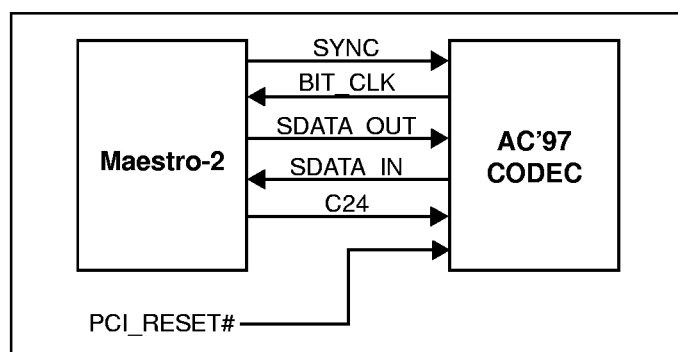 SYNC
BIT_CLK
SDATA_OUT
Maestro-2
AC'97
CODEC
SDATA_IN
C24
PCI_RESET#